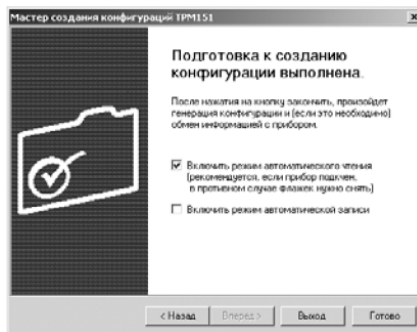 Мастер создания конфигураций ТРМ151
Подготовка к созданию
конфигурации выполнена.
После нажатия на кнопку закончить, произойдет
генерация конфигурации и (если это необходимо)
обмен информацией с прибором.
Включить режим автоматического чтения
(рекомендуется, если прибор подключен,
в противном случае флажек нужно снять)
Включить режим автоматической записи
< Назад Вперед > Выход Готово